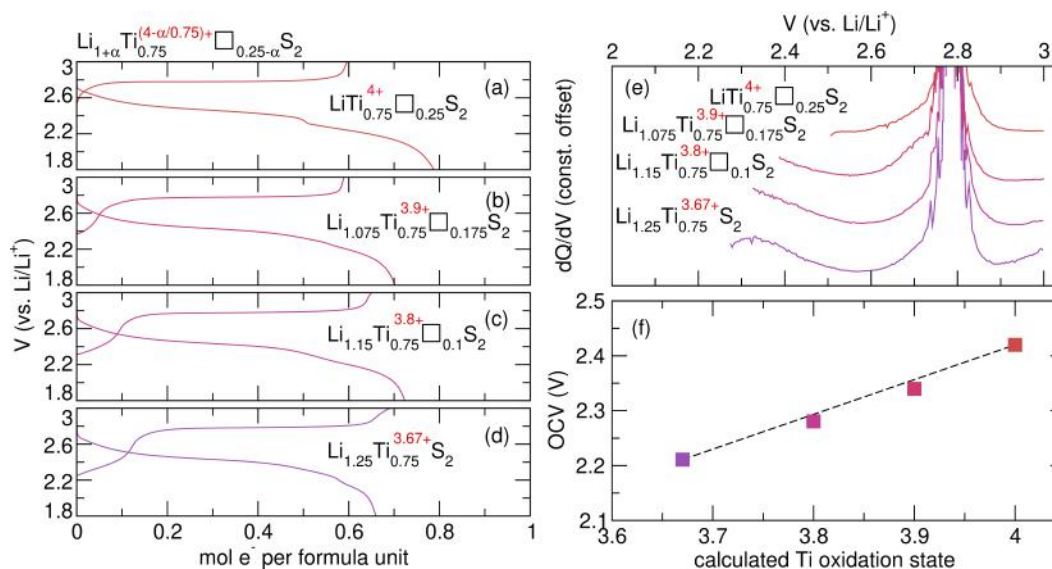 Li1+αTi0.75(4-α/0.75)+□0.25-αS2
3
2.6
2.2
1.8
(a)
LiTi0.754+□0.25S2
3
2.6
2.2
1.8
(b)
Li1.075Ti0.753.9+□0.175S2
3
2.6
2.2
1.8
(c)
Li1.15Ti0.753.8+□0.1S2
3
2.6
2.2
1.8
(d)
Li1.25Ti0.753.67+S2
V (vs. Li/Li+)
0 0.2 0.4 0.6 0.8 1
mol e- per formula unit
V (vs. Li/Li+)
2 2.2 2.4 2.6 2.8 3
(e)
LiTi0.754+□0.25S2
Li1.075Ti0.753.9+□0.175S2
Li1.15Ti0.753.8+□0.1S2
Li1.25Ti0.753.67+S2
dQ/dV (const. offset)
2.5
2.4
2.3
2.2
2.1
(f)
OCV (V)
3.6 3.7 3.8 3.9 4
calculated Ti oxidation state